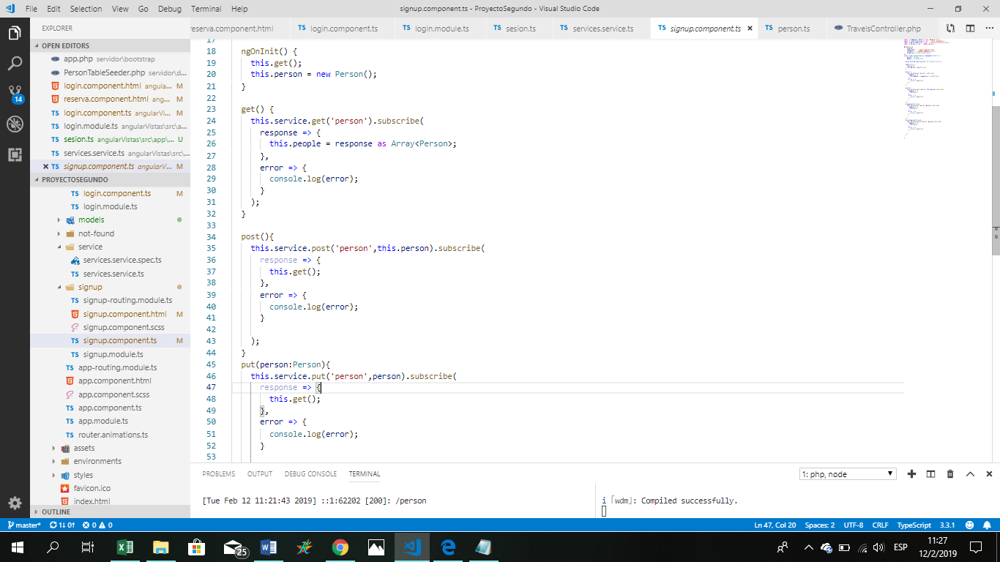 File Edit Selection View Go Debug Terminal Help
signup.component.ts - ProyectoSegundo - Visual Studio Code
EXPLORER
OPEN EDITORS
app.php servidor\bootstrap
PersonTableSeeder.php servidor\d...
login.component.html angula... M
reserva.component.html ang... M
login.component.ts angularVi... M
login.module.ts angularVistas\src\a...
sesion.ts angularVistas\src\app\... U
services.service.ts angularVistas\src\...
signup.component.ts angularV... M
PROYECTOSEGUNDO
login.component.ts M
login.module.ts
models
not-found
service
services.service.spec.ts
services.service.ts
signup
signup-routing.module.ts
signup.component.html M
signup.component.scss
signup.component.ts M
signup.module.ts
app-routing.module.ts
app.component.html
app.component.scss
app.component.ts
app.module.ts
router.animations.ts
assets
environments
styles
favicon.ico
index.html
OUTLINE
14
reserva.component.html TS login.component.ts TS login.module.ts TS sesion.ts TS services.service.ts TS signup.component.ts TS person.ts TravelsController.php
17
18 ngOnInit() {
19 this.get();
20 this.person = new Person();
21 }
22
23 get() {
24 this.service.get('person').subscribe(
25 response => {
26 this.people = response as Array<Person>;
27 },
28 error => {
29 console.log(error);
30 }
31 );
32 }
33
34 post(){
35 this.service.post('person',this.person).subscribe(
36 response => {
37 this.get();
38 },
39 error => {
40 console.log(error);
41 }
42
43 );
44 }
45 put(person:Person){
46 this.service.put('person',person).subscribe(
47 response => {
48 this.get();
49 },
50 error => {
51 console.log(error);
52 }
53
PROBLEMS OUTPUT DEBUG CONSOLE TERMINAL
1: php, node
[Tue Feb 12 11:21:43 2019] ::1:62202 [200]: /person
i ｢wdm｣: Compiled successfully.
master* 1↓ 0↑ 0 0
Ln 47, Col 20 Spaces: 2 UTF-8 CRLF TypeScript 3.3.1
25
ESP
11:27
12/2/2019